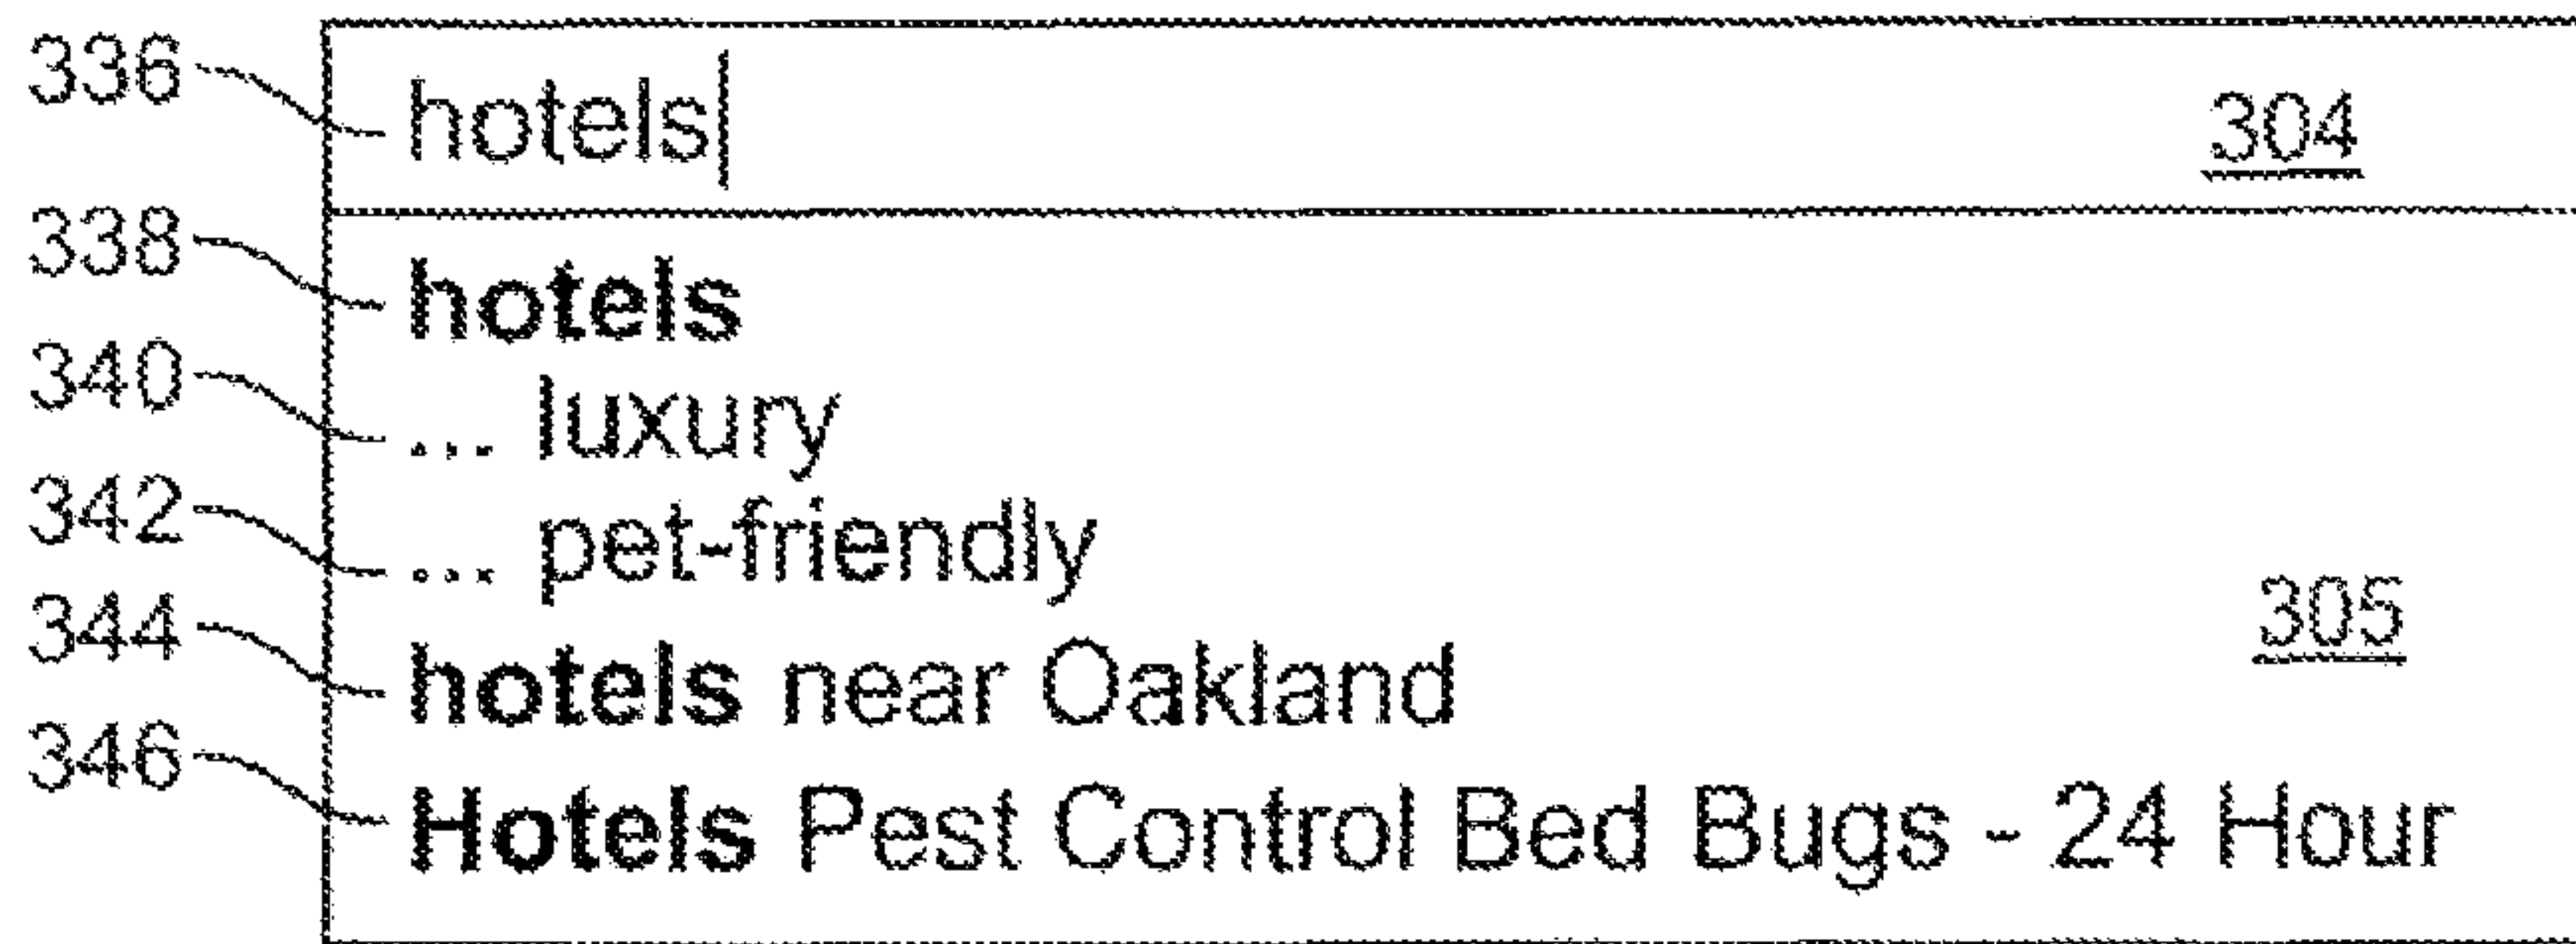 336 hotels 304
338 hotels
340 ... luxury
342 ... pet-friendly
305
344 hotels near Oakland
346 Hotels Pest Control Bed Bugs - 24 Hour